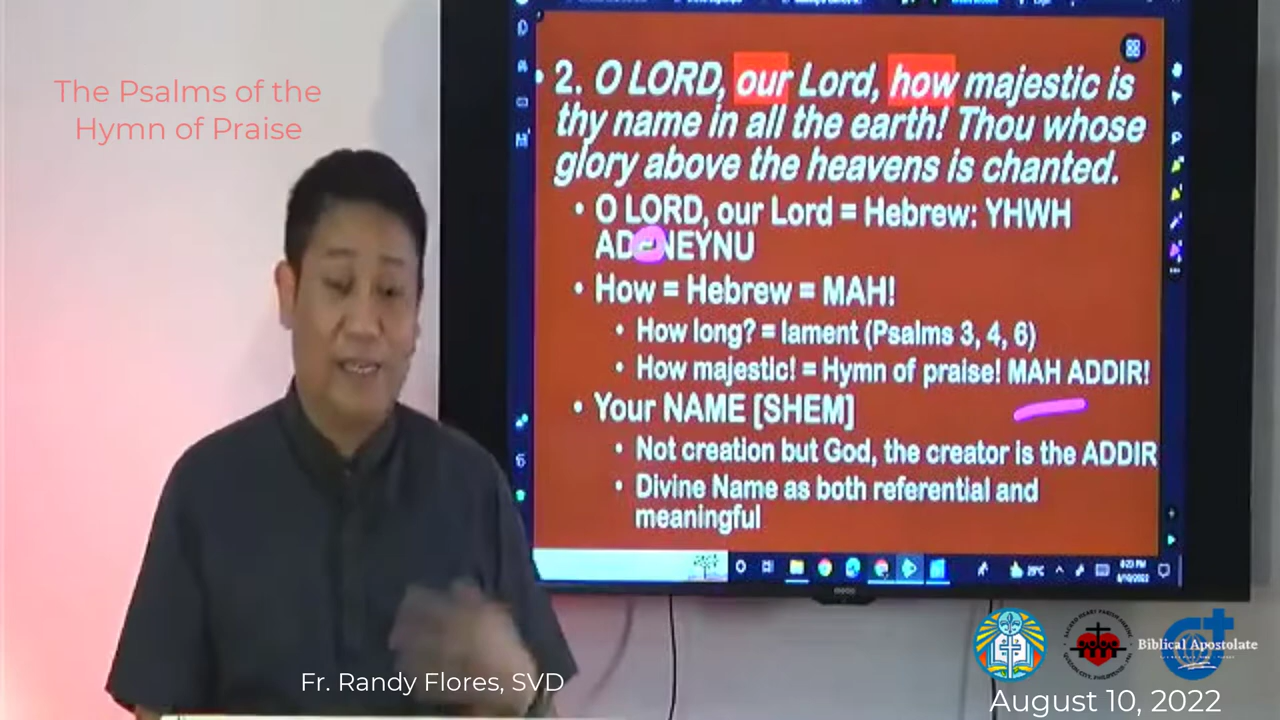 The Psalms of the
Hymn of Praise
2. O LORD, our Lord, how majestic is
thy name in all the earth! Thou whose
glory above the heavens is chanted.
• O LORD, our Lord = Hebrew: YHWH
NEYNU
• How = Hebrew = MAH!
• How long? = lament (Psalms 3, 4, 6)
• How majestic! = Hymn of praise! MAH ADDIR!
• Your NAME [SHEM]
• Not creation but God, the creator is the ADDIR
• Divine Name as both referential and
meaningful
Fr. Randy Flores, SVD
Biblical Apostolate
August 10, 2022